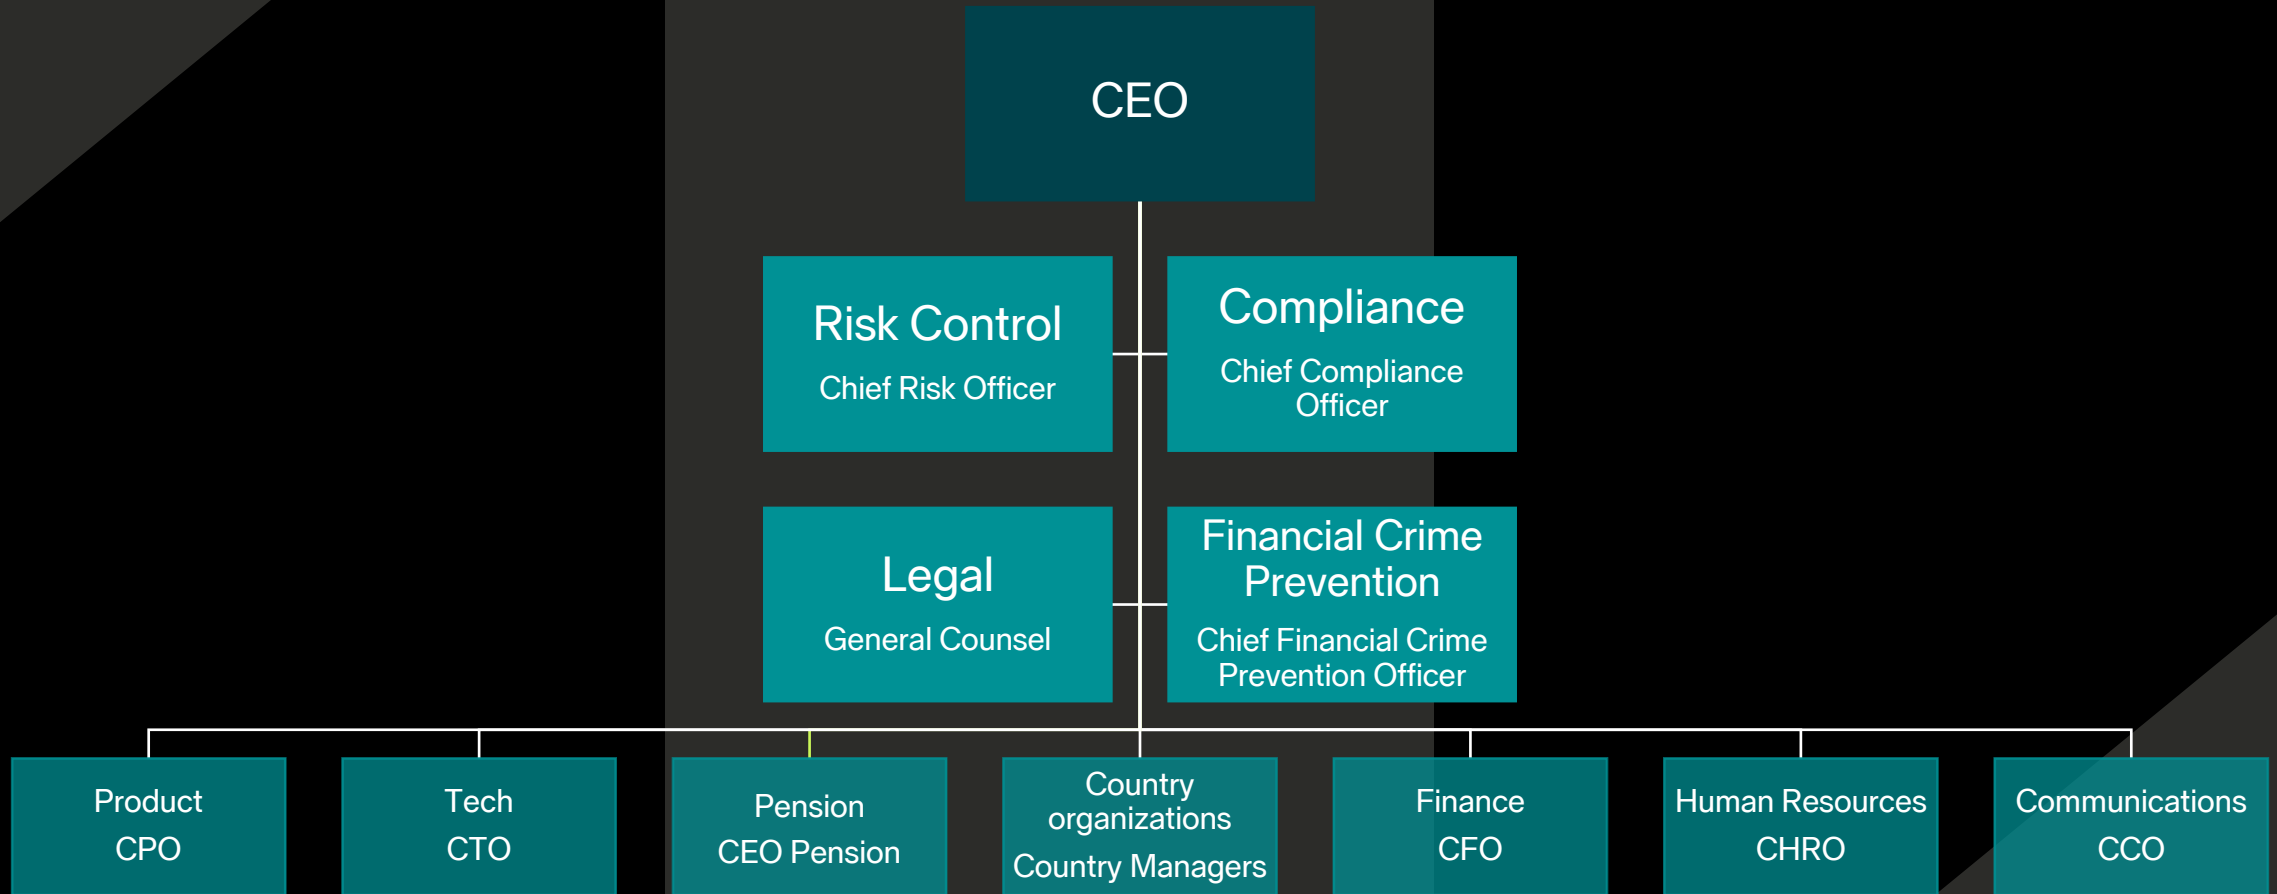 CEO
Risk Control
Chief Risk Officer
Compliance
Chief Compliance
Officer
Legal
General Counsel
Financial Crime
Prevention
Chief Financial Crime
Prevention Officer
Product
CPO
Tech
CTO
Pension
CEO Pension
Country
organizations
Country Managers
Finance
CFO
Human Resources
CHRO
Communications
CCO